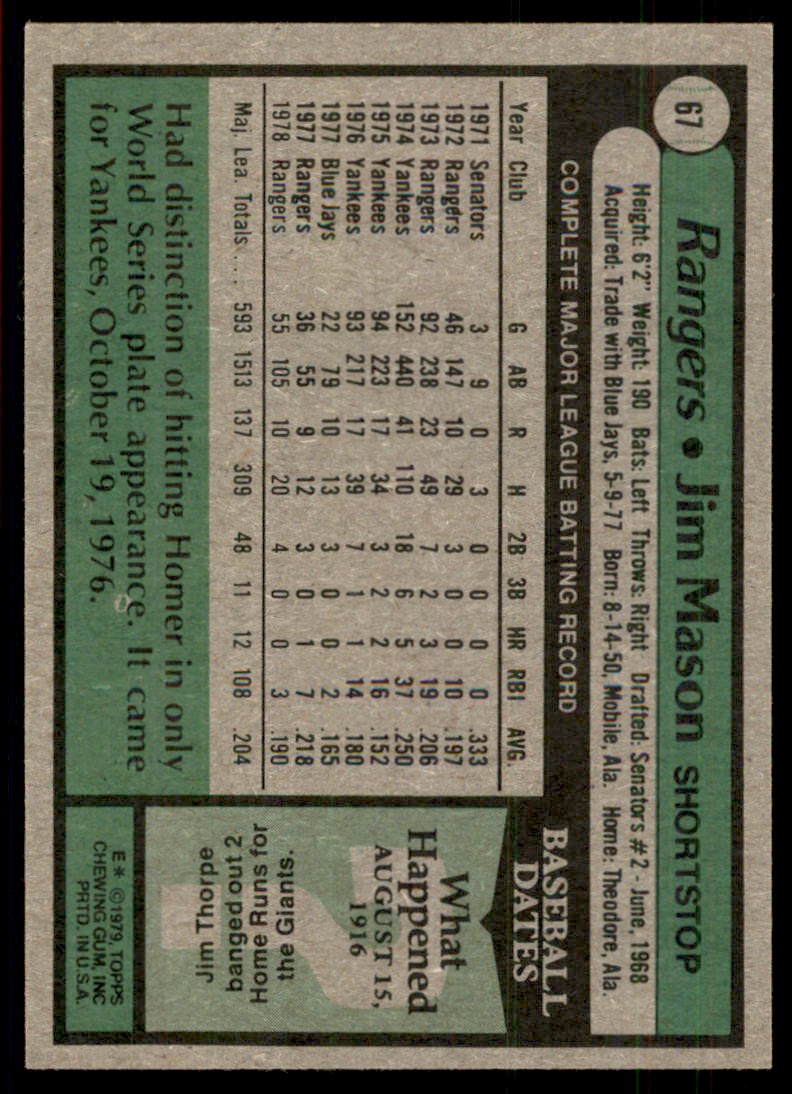 67
Rangers • Jim Mason SHORTSTOP
Height: 6'2" Weight: 190 Bats: Left Throws: Right Drafted: Senators #2 - June, 1968
Acquired: Trade with Blue Jays, 5-9-77 Born: 8-14-50, Mobile, Ala. Home: Theodore, Ala.
COMPLETE MAJOR LEAGUE BATTING RECORD
Year Club G AB R H 2B 3B HR RBI AVG.
1971 Senators 3 9 0 3 0 0 0 0 .333
1972 Rangers 46 147 10 29 3 0 0 10 .197
1973 Rangers 92 238 23 49 7 2 3 19 .206
1974 Yankees 152 440 41 110 18 6 5 37 .250
1975 Yankees 94 223 17 34 3 2 2 16 .152
1976 Yankees 93 217 17 39 7 1 1 14 .180
1977 Blue Jays 22 79 10 13 3 0 0 2 .165
1977 Rangers 36 55 9 12 3 0 1 7 .218
1978 Rangers 55 105 10 20 4 0 0 3 .190
Maj. Lea. Totals . . . 593 1513 137 309 48 11 12 108 .204
Had distinction of hitting Homer in only
World Series plate appearance. It came
for Yankees, October 19, 1976.
BASEBALL
DATES
What
Happened
AUGUST 15,
1916
Jim Thorpe
banged out 2
Home Runs for
the Giants.
E* ©1979, TOPPS
CHEWING GUM, INC
PRTD. IN U.S.A.